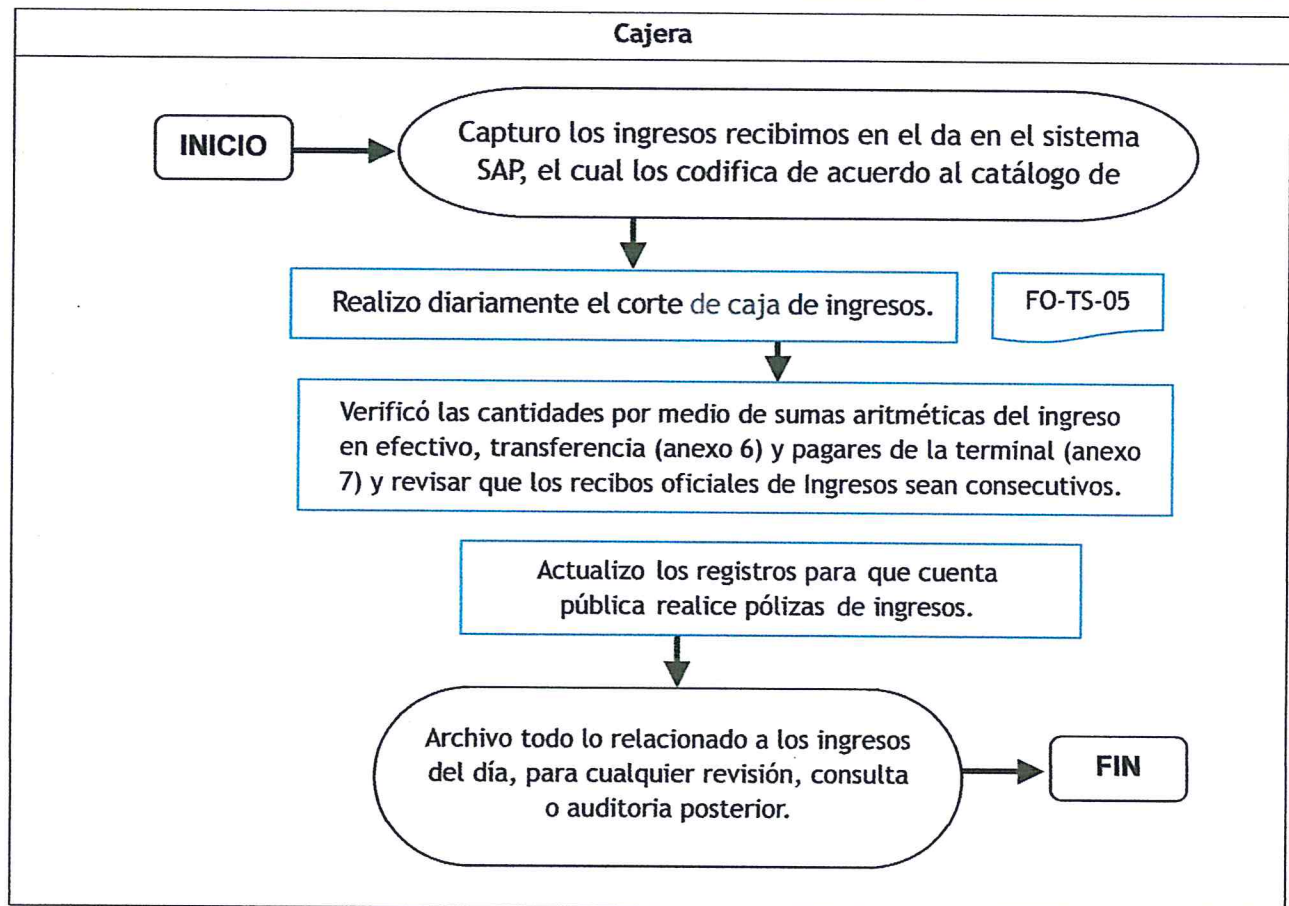 Cajera
INICIO
Capturo los ingresos recibimos en el da en el sistema
SAP, el cual los codifica de acuerdo al catálogo de
Realizo diariamente el corte de caja de ingresos.
FO-TS-05
Verificó las cantidades por medio de sumas aritméticas del ingreso
en efectivo, transferencia (anexo 6) y pagares de la terminal (anexo
7) y revisar que los recibos oficiales de Ingresos sean consecutivos.
Actualizo los registros para que cuenta
pública realice pólizas de ingresos.
Archivo todo lo relacionado a los ingresos
del día, para cualquier revisión, consulta
o auditoria posterior.
FIN